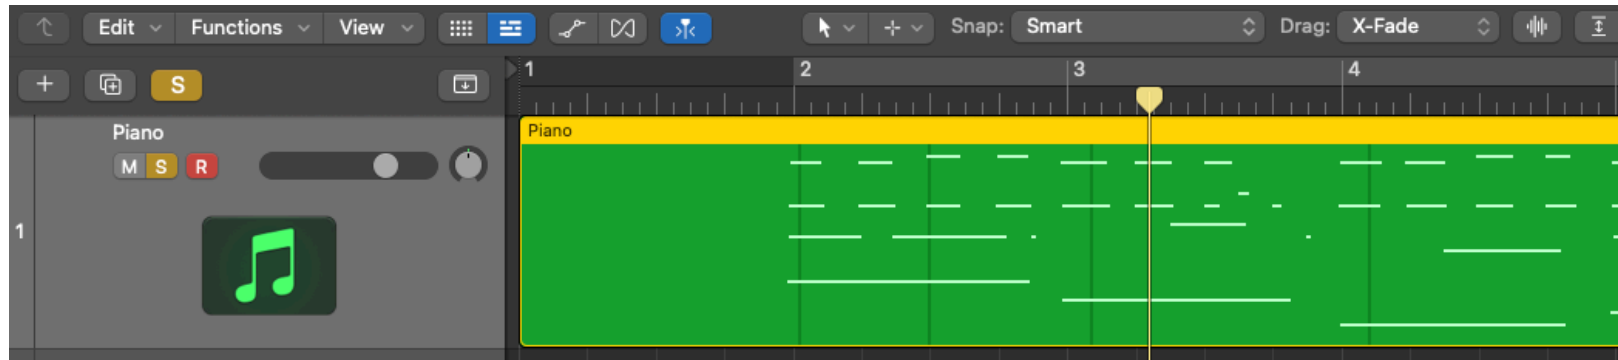 Edit Functions View Snap: Smart Drag: X-Fade
S 1 2 3 4
Piano Piano
M S R
1